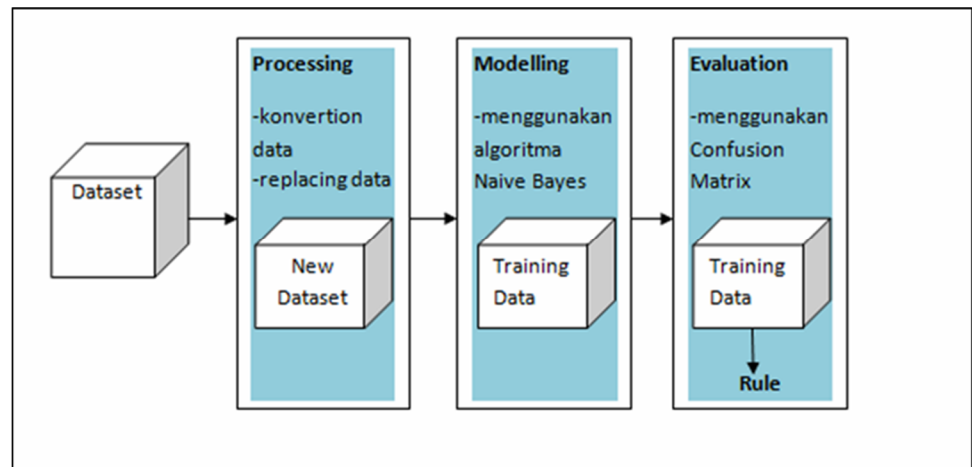 Dataset
Processing
-konvertion
data
-replacing data
New
Dataset
Modelling
-menggunakan
algoritma
Naive Bayes
Training
Data
Evaluation
-menggunakan
Confusion
Matrix
Training
Data
Rule